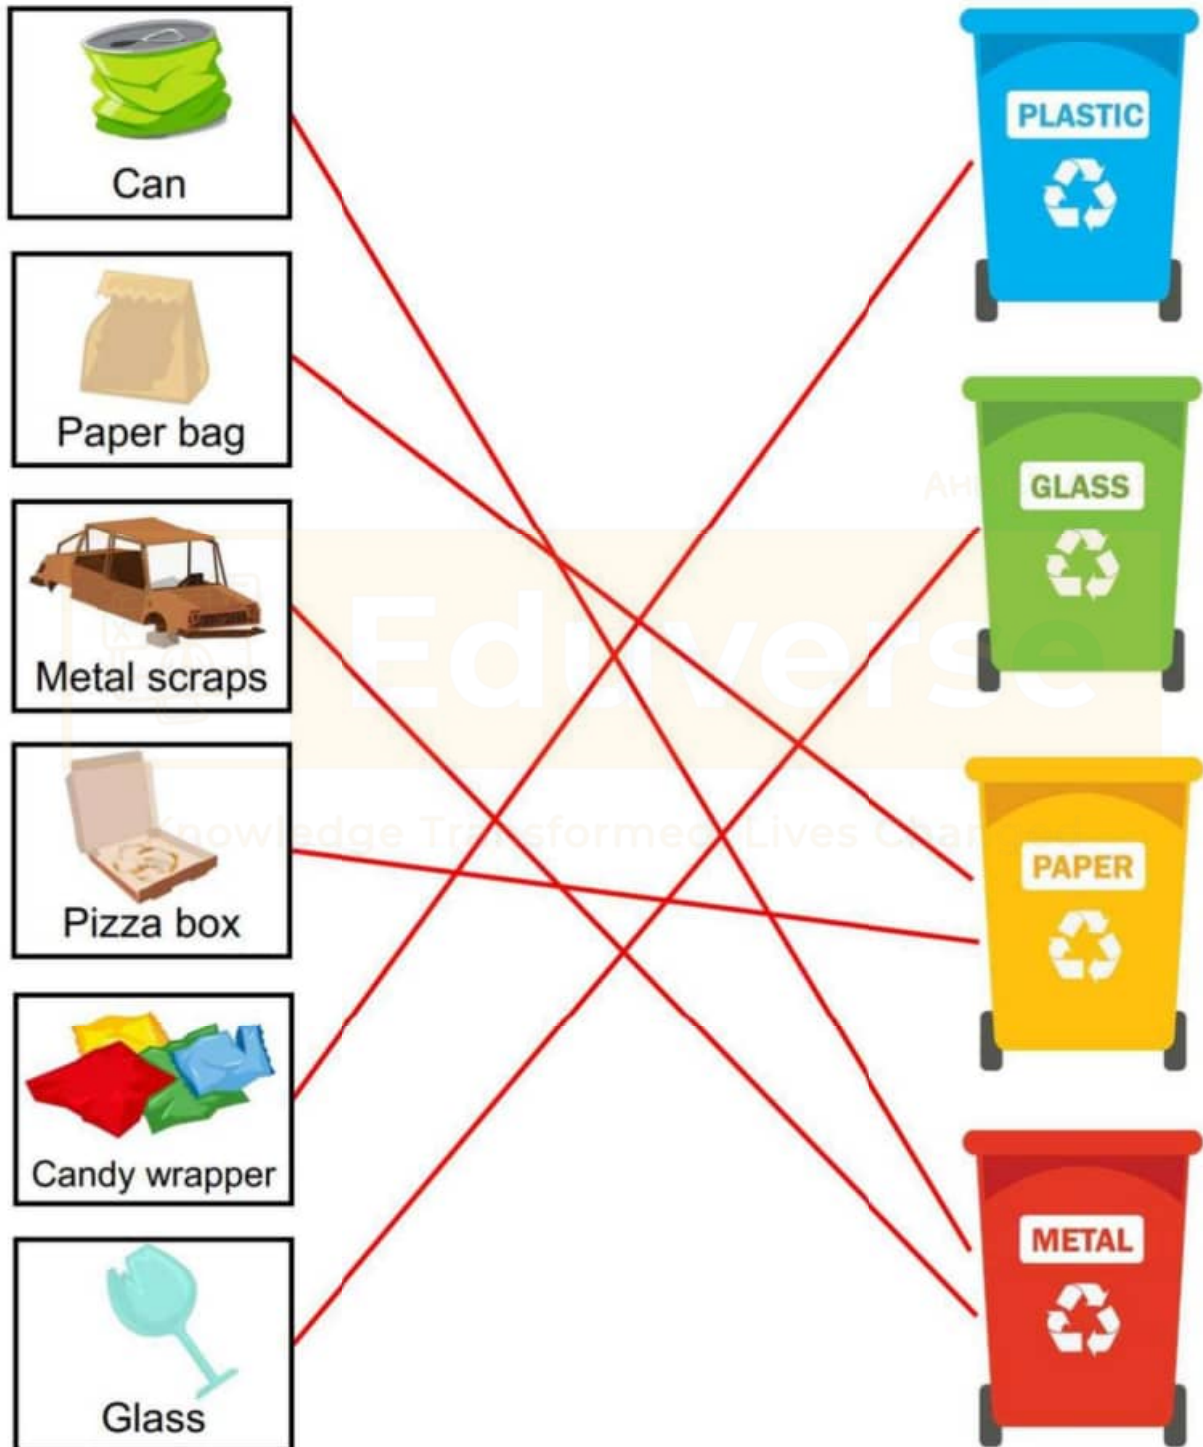 Can
PLASTIC
Paper bag
GLASS
Metal scraps
Eduverse
Pizza box
Knowledge Transformed, Lives Changed
PAPER
Candy wrapper
METAL
Glass